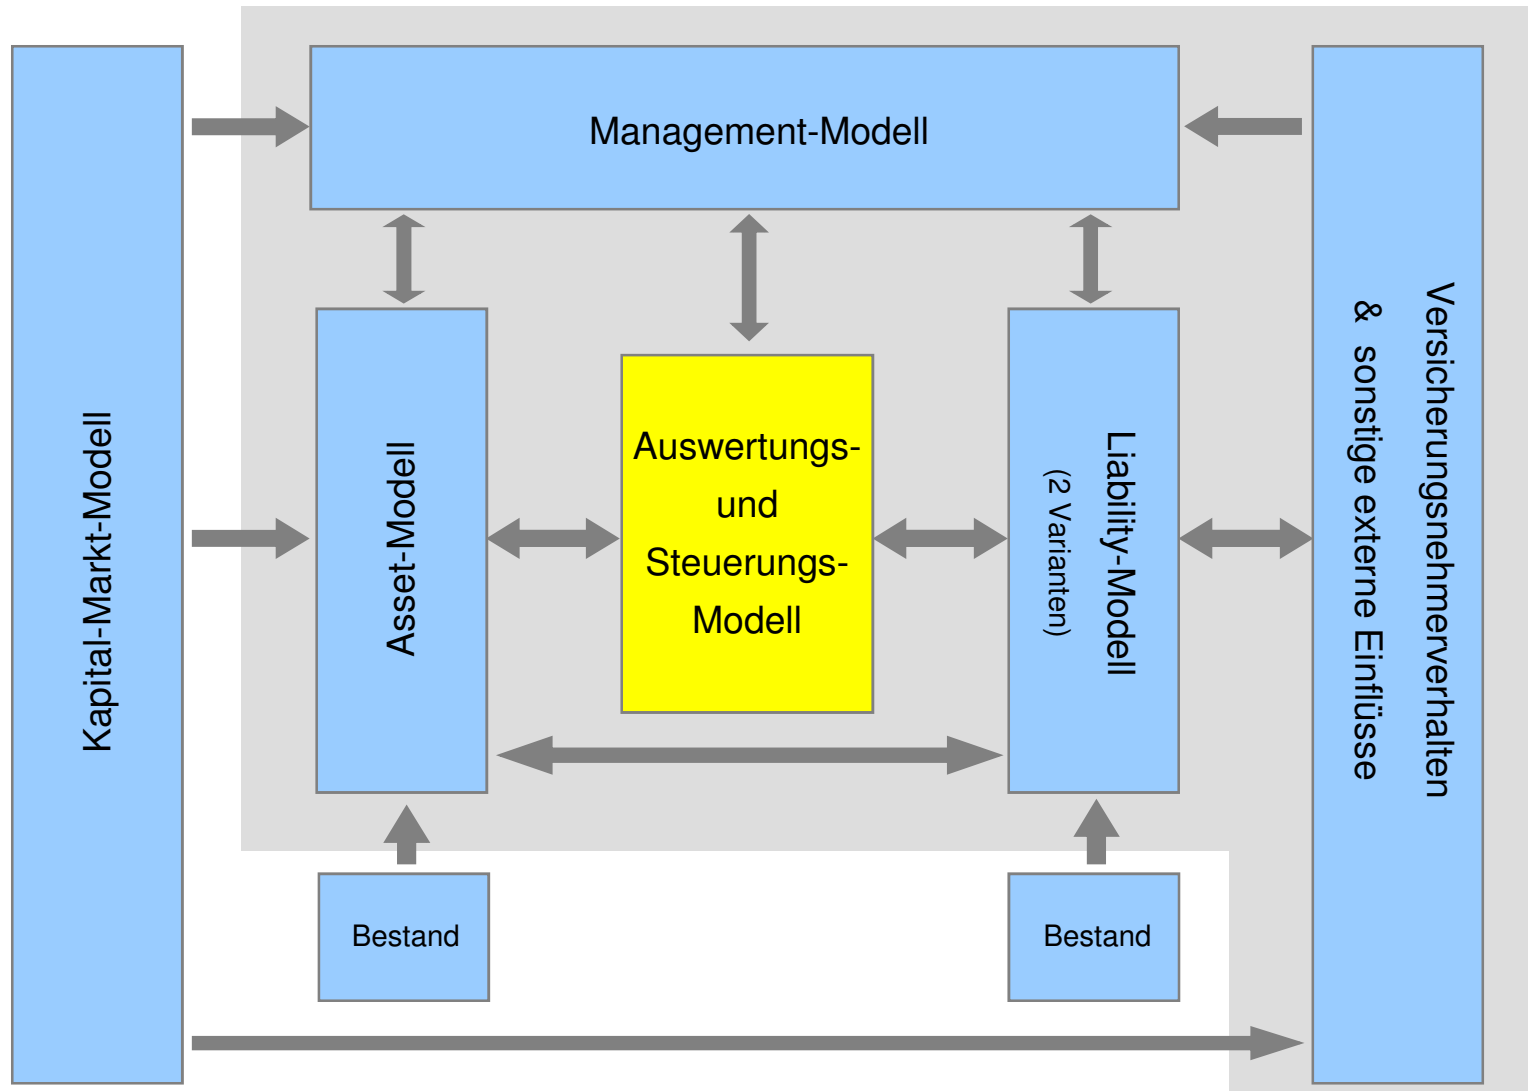 Kapital-Markt-Modell
Management-Modell
Asset-Modell
Auswertungs-
und
Steuerungs-
Modell
Liability-Modell
(2 Varianten)
Versicherungsnehmerverhalten
& sonstige externe Einflüsse
Bestand
Bestand